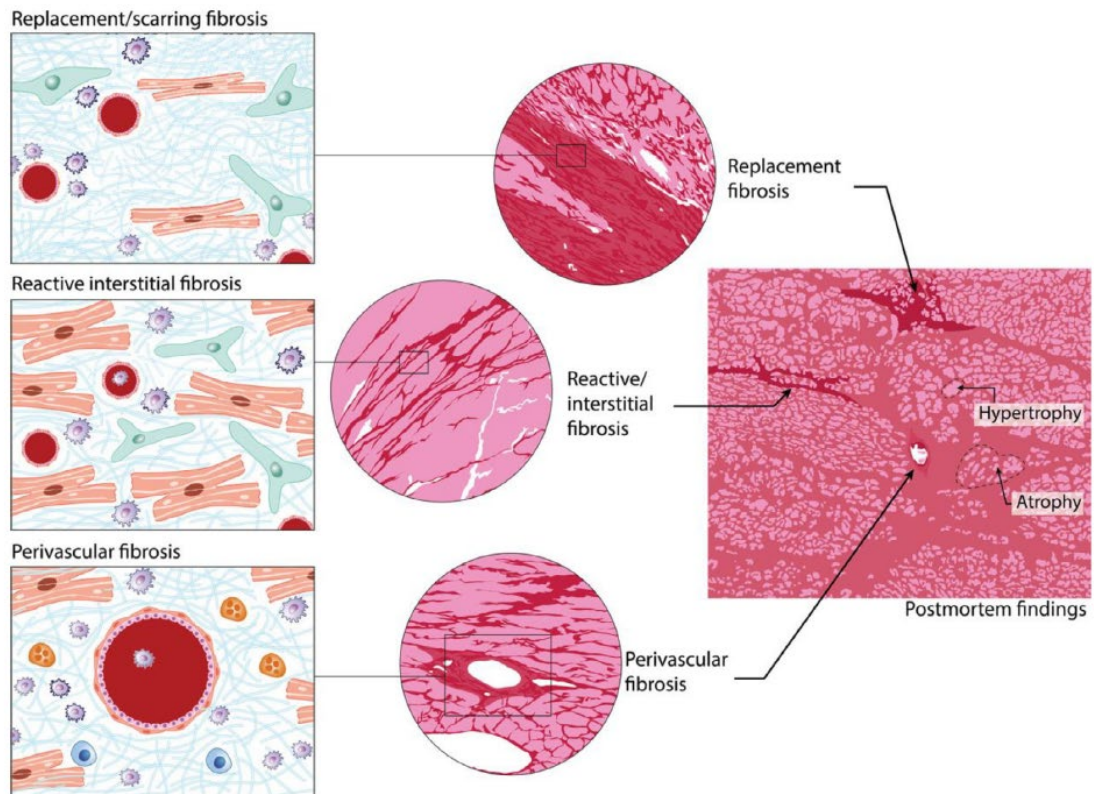 Replacement/scarring fibrosis
Replacement
fibrosis
Reactive interstitial fibrosis
Reactive/
interstitial
fibrosis
Hypertrophy
Atrophy
Perivascular fibrosis
Postmortem findings
Perivascular
fibrosis